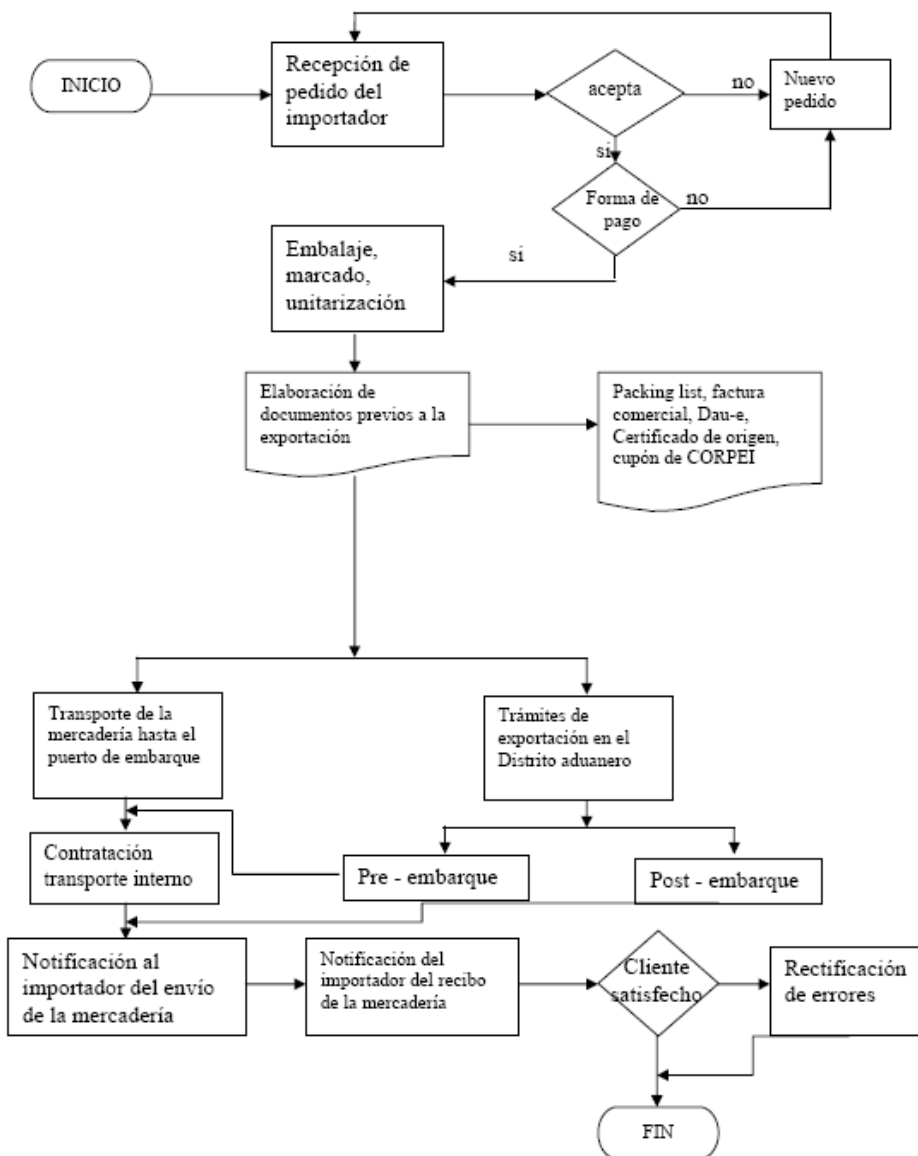 INICIO
Recepción de
pedido del
importador
acepta
no
Nuevo
pedido
si
Forma de
pago
no
si
Embalaje,
marcado,
unitarización
Elaboración de
documentos previos a la
exportación
Packing list, factura
comercial, Dau-e,
Certificado de origen,
cupón de CORPEI
Transporte de la
mercadería hasta el
puerto de embarque
Trámites de
exportación en el
Distrito aduanero
Contratación
transporte interno
Pre - embarque
Post - embarque
Notificación al
importador del envío
de la mercadería
Notificación del
importador del recibo
de la mercadería
Cliente
satisfecho
Rectificación
de errores
FIN